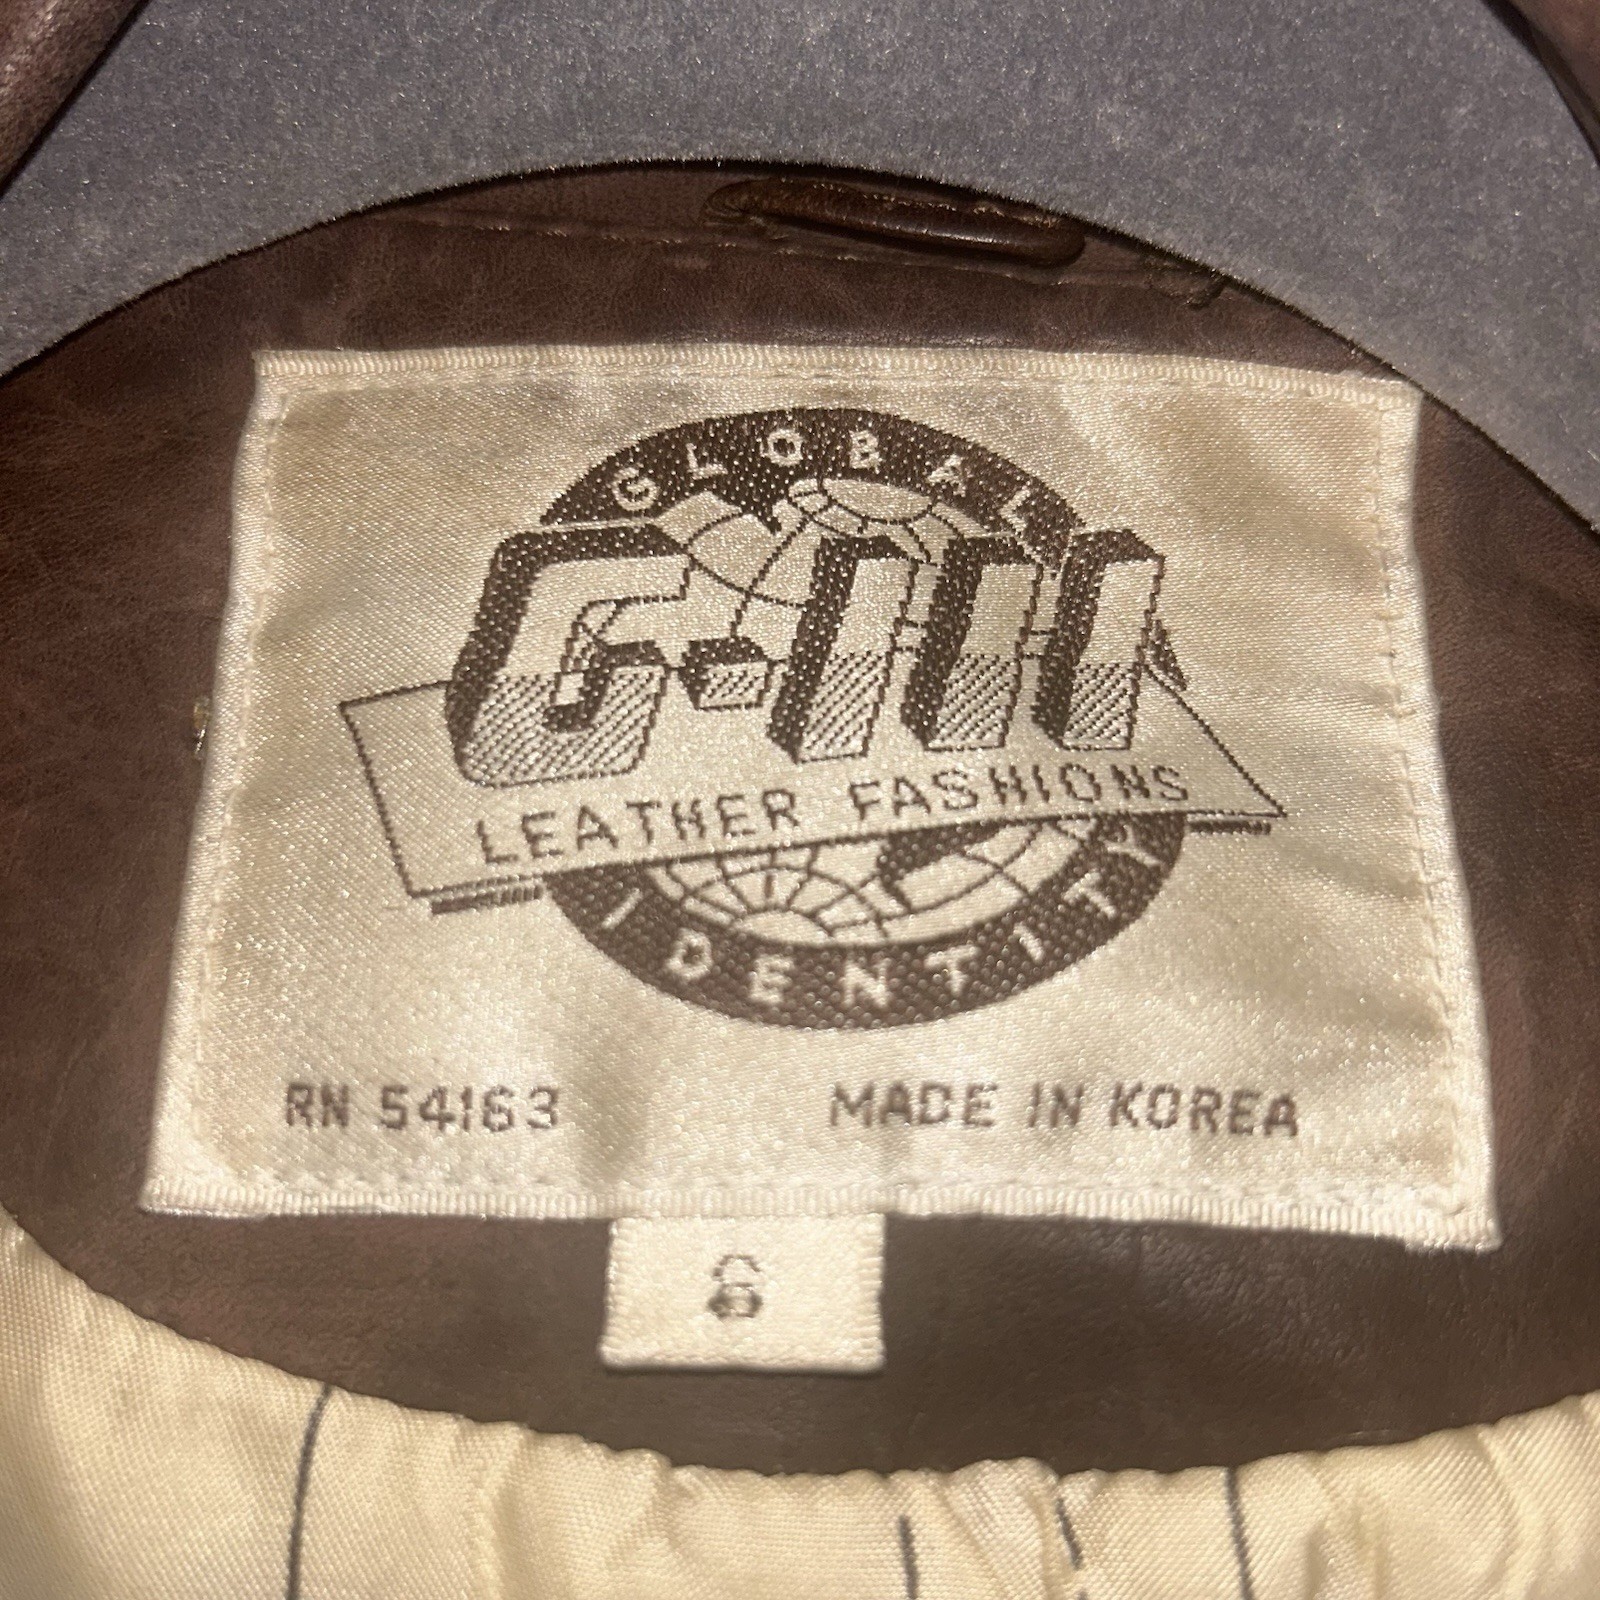 GLOBAL
G-III
LEATHER FASHIONS
IDENTITY
RN 54163
MADE IN KOREA
6